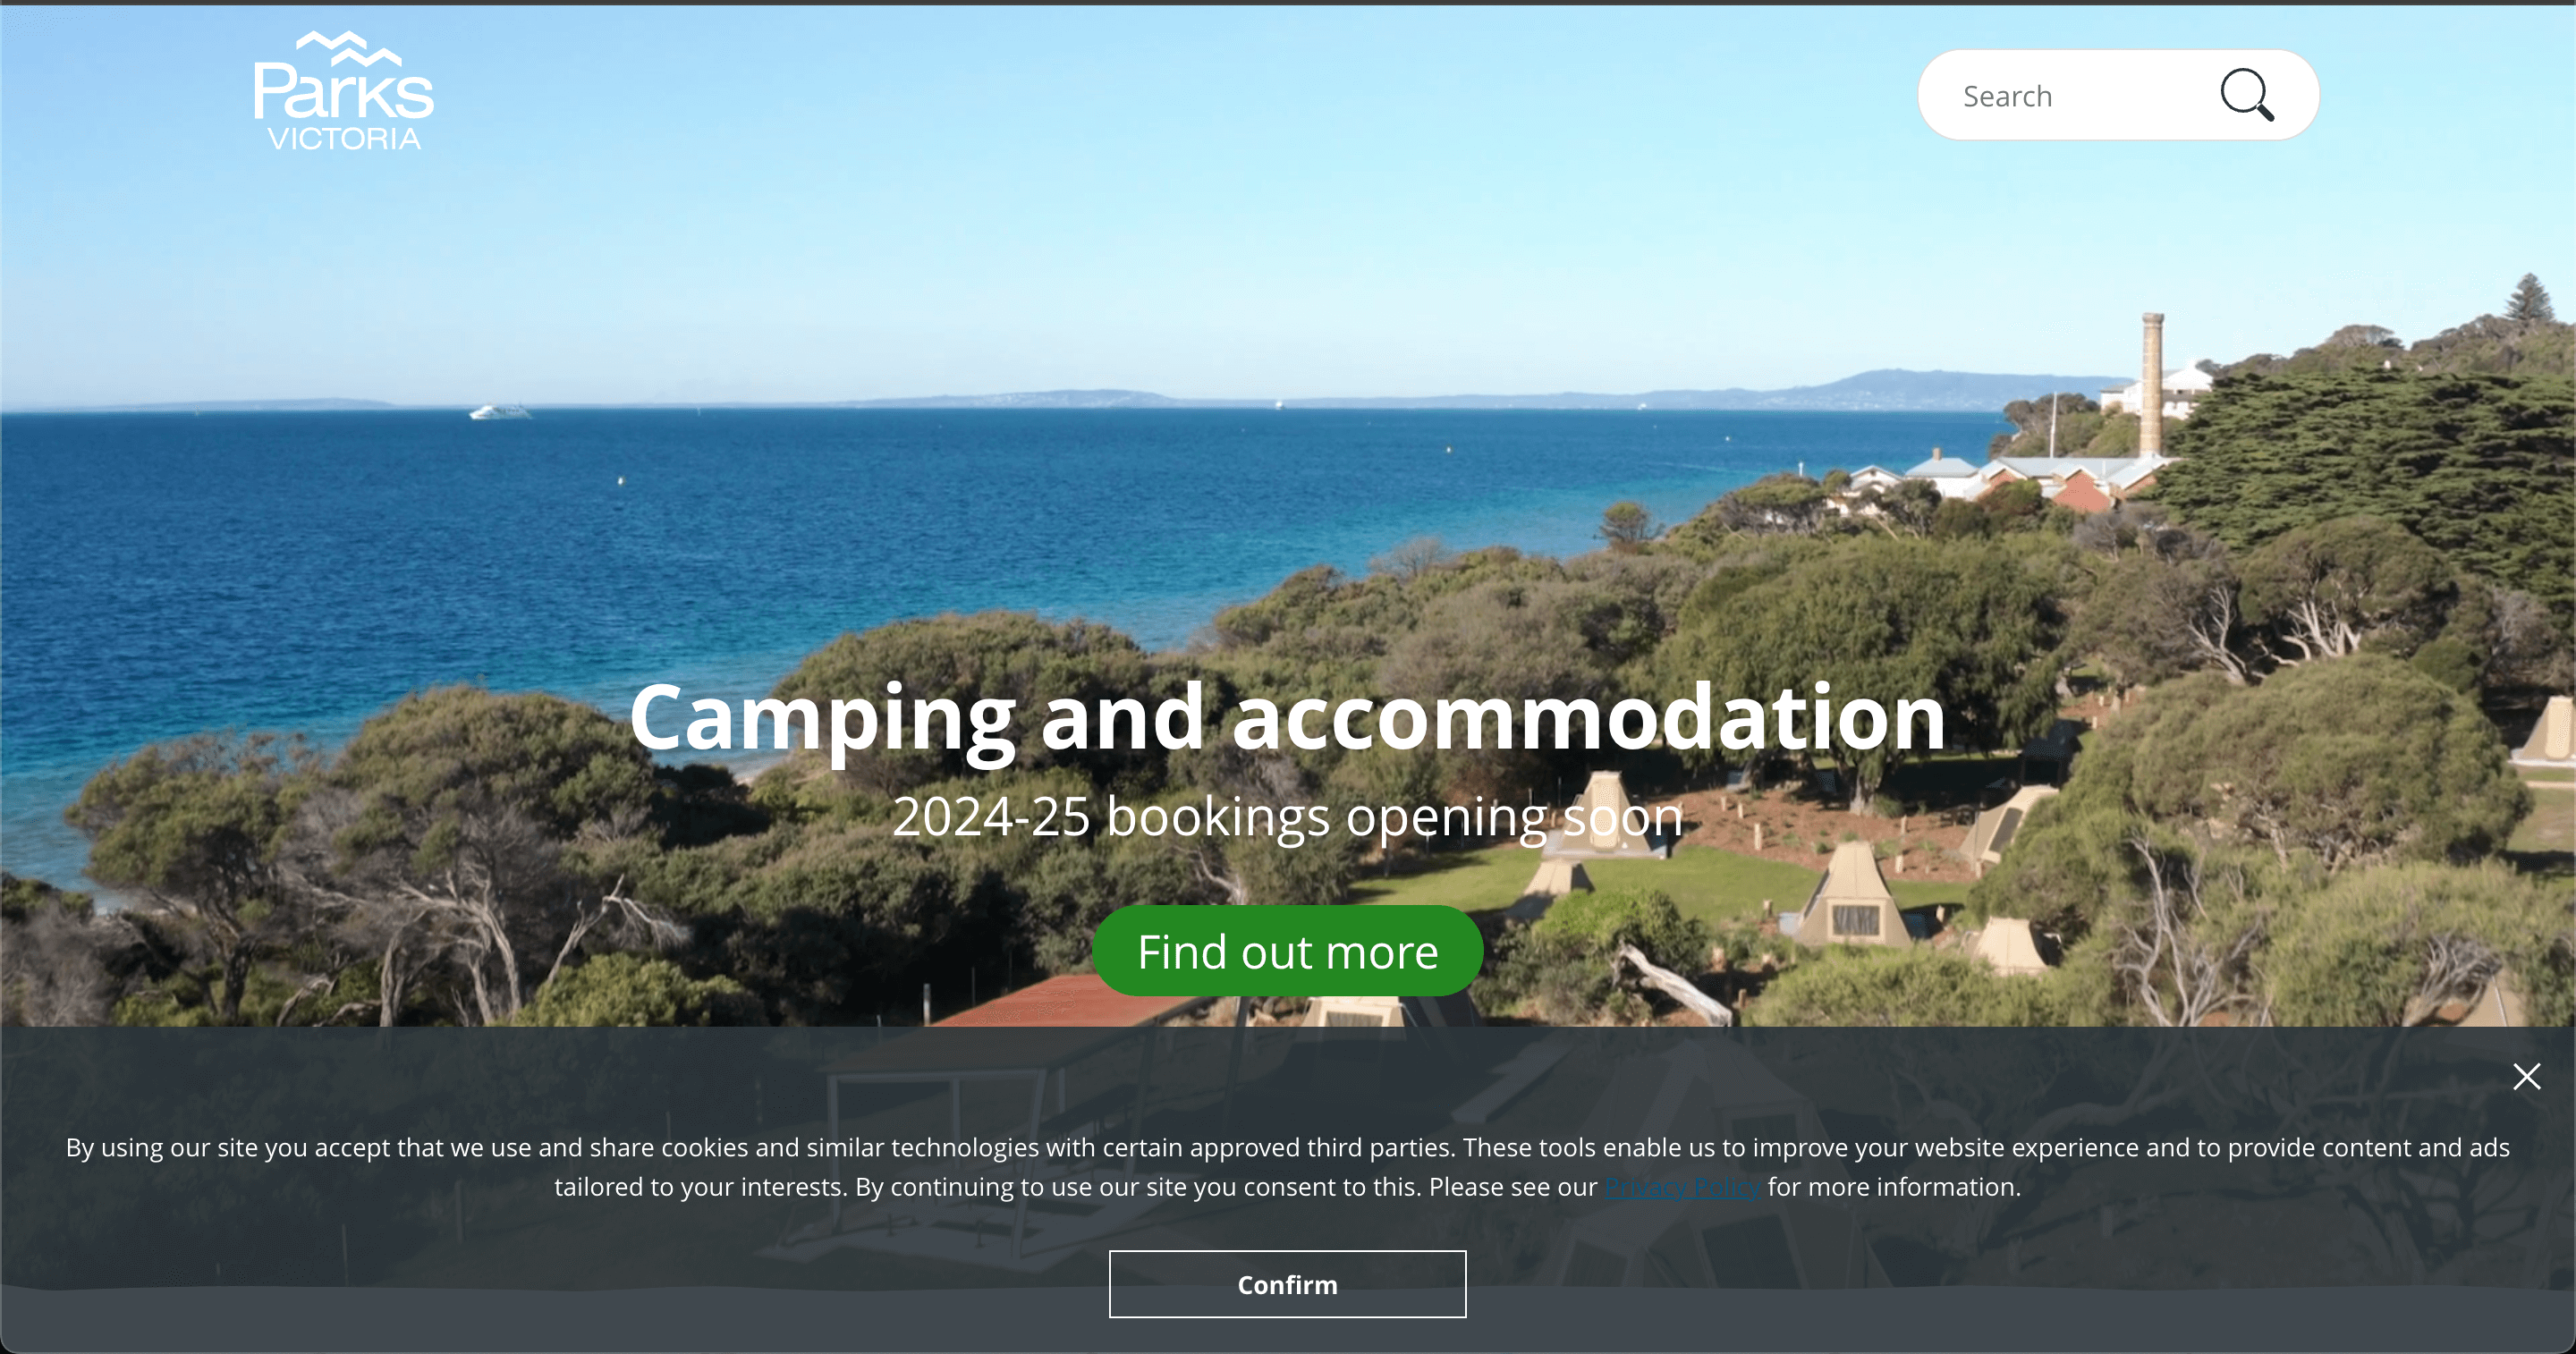 Parks
VICTORIA
Search
Camping and accommodation
2024-25 bookings opening soon
Find out more
By using our site you accept that we use and share cookies and similar technologies with certain approved third parties. These tools enable us to improve your website experience and to provide content and ads
tailored to your interests. By continuing to use our site you consent to this. Please see our Privacy Policy for more information.
Confirm